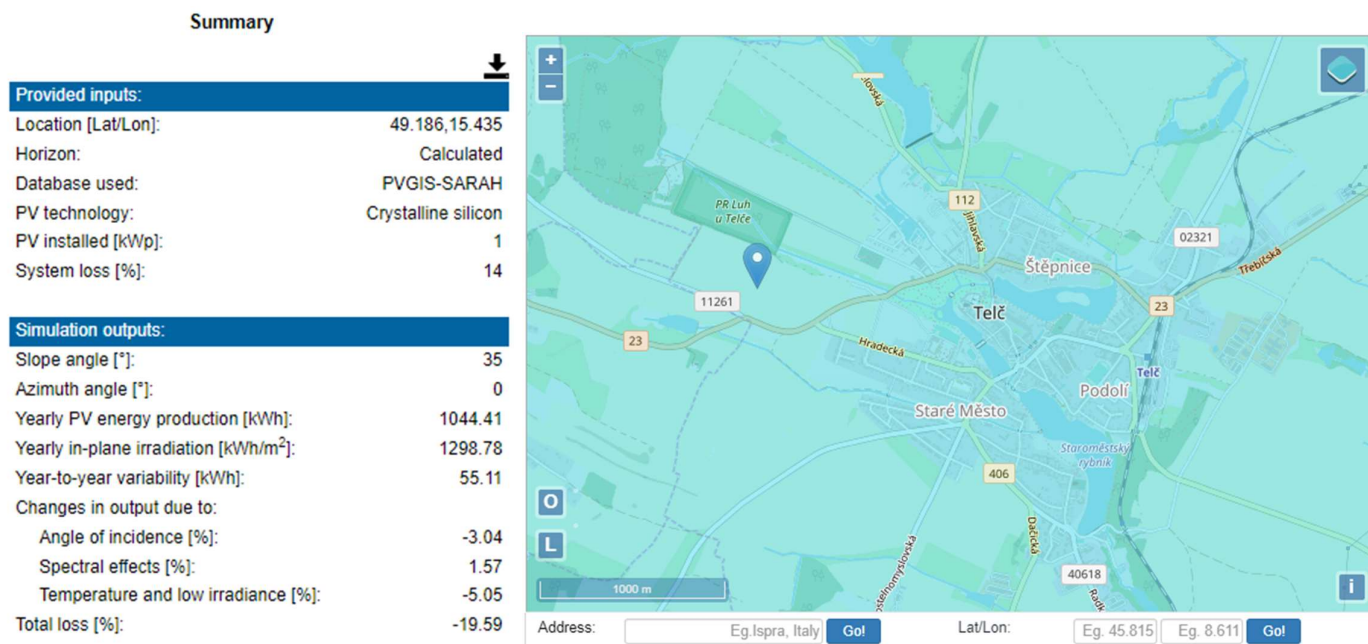 Summary
Provided inputs:
Location [Lat/Lon]: 49.186,15.435
Horizon: Calculated
Database used: PVGIS-SARAH
PV technology: Crystalline silicon
PV installed [kWp]: 1
System loss [%]: 14
Simulation outputs:
Slope angle [°]: 35
Azimuth angle [°]: 0
Yearly PV energy production [kWh]: 1044.41
Yearly in-plane irradiation [kWh/m²]: 1298.78
Year-to-year variability [kWh]: 55.11
Changes in output due to:
Angle of incidence [%]: -3.04
Spectral effects [%]: 1.57
Temperature and low irradiance [%]: -5.05
Total loss [%]: -19.59
+
−
elovská
PR Luh
u Telče
112
Jihlavská
02321
Štěpnice
Třebíčská
11261
Telč
23
23
Hradecká
Telč
Podolí
Staré Město
Staroměstský
rybník
406
O
Dačická
L
ostelnomyslovská
40618
Radk
1000 m
i
Address: Eg.Ispra, Italy Go! Lat/Lon: Eg. 45.815 Eg. 8.611 Go!